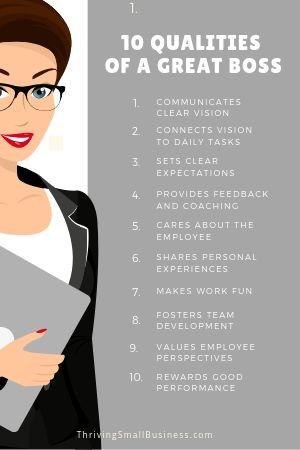 1.
10 QUALITIES
OF A GREAT BOSS
1. COMMUNICATES
CLEAR VISION
2. CONNECTS VISION
TO DAILY TASKS
3. SETS CLEAR
EXPECTATIONS
4. PROVIDES FEEDBACK
AND COACHING
5. CARES ABOUT THE
EMPLOYEE
6. SHARES PERSONAL
EXPERIENCES
7. MAKES WORK FUN
8. FOSTERS TEAM
DEVELOPMENT
9. VALUES EMPLOYEE
PERSPECTIVES
10. REWARDS GOOD
PERFORMANCE
ThrivingSmallBusiness.com